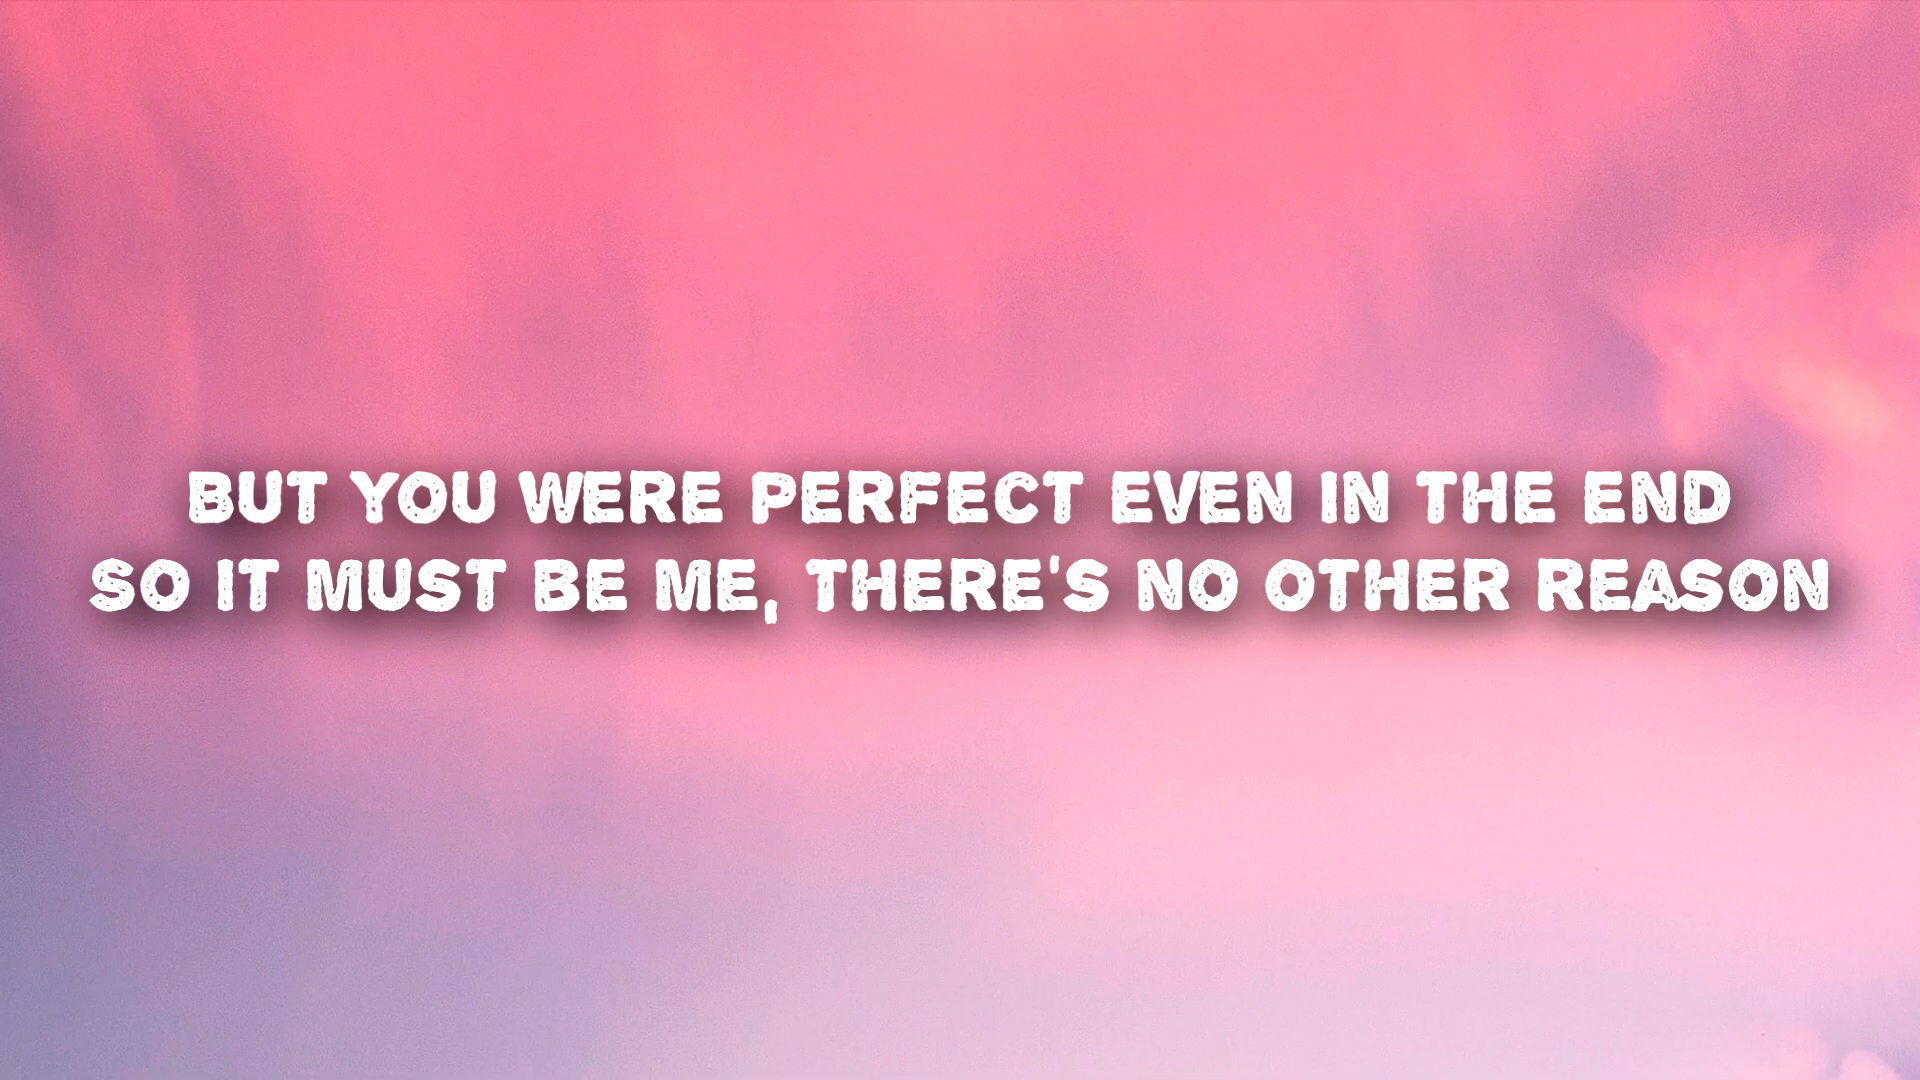 BUT YOU WERE PERFECT EVEN IN THE END
SO IT MUST BE ME, THERE'S NO OTHER REASON